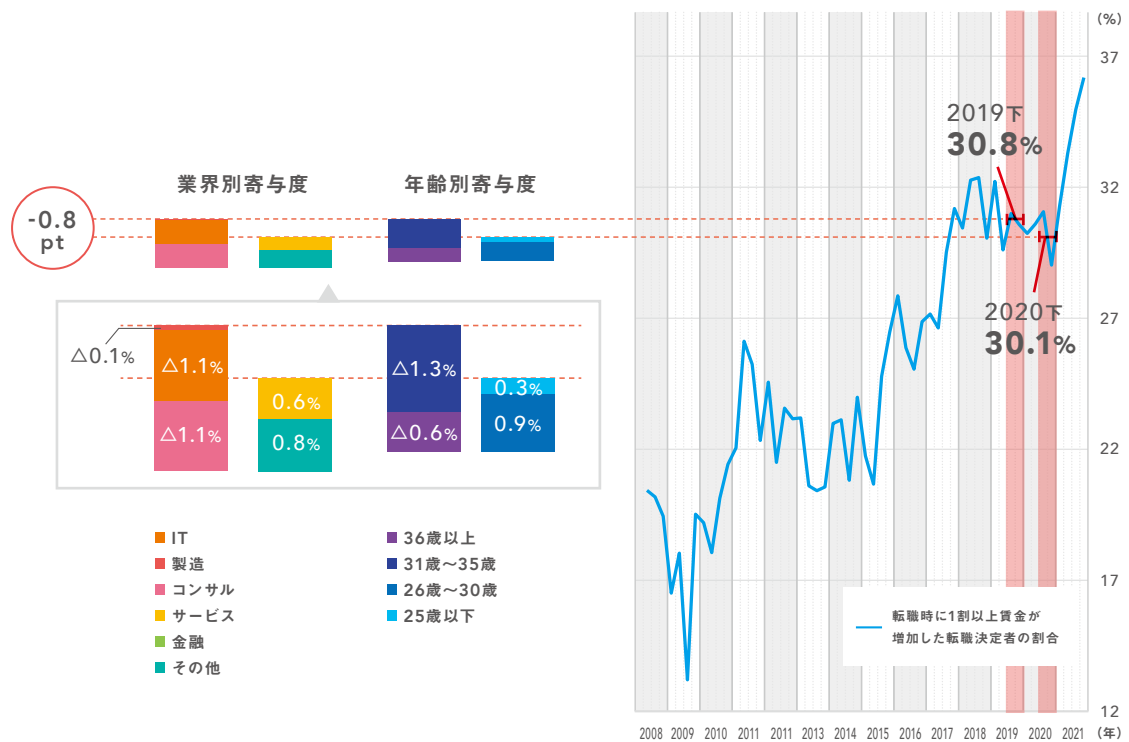 業界別寄与度
年齢別寄与度
-0.8
pt
△0.1%
△1.1%
△1.1%
0.6%
0.8%
△1.3%
△0.6%
0.3%
0.9%
IT
製造
コンサル
サービス
金融
その他
36歳以上
31歳〜35歳
26歳〜30歳
25歳以下
(%)
37
32
27
22
17
12
2019下
30.8%
2020下
30.1%
転職時に1割以上賃金が
増加した転職決定者の割合
2008 2009 2010 2011 2012 2013 2014 2015 2016 2017 2018 2019 2020 2021 (年)